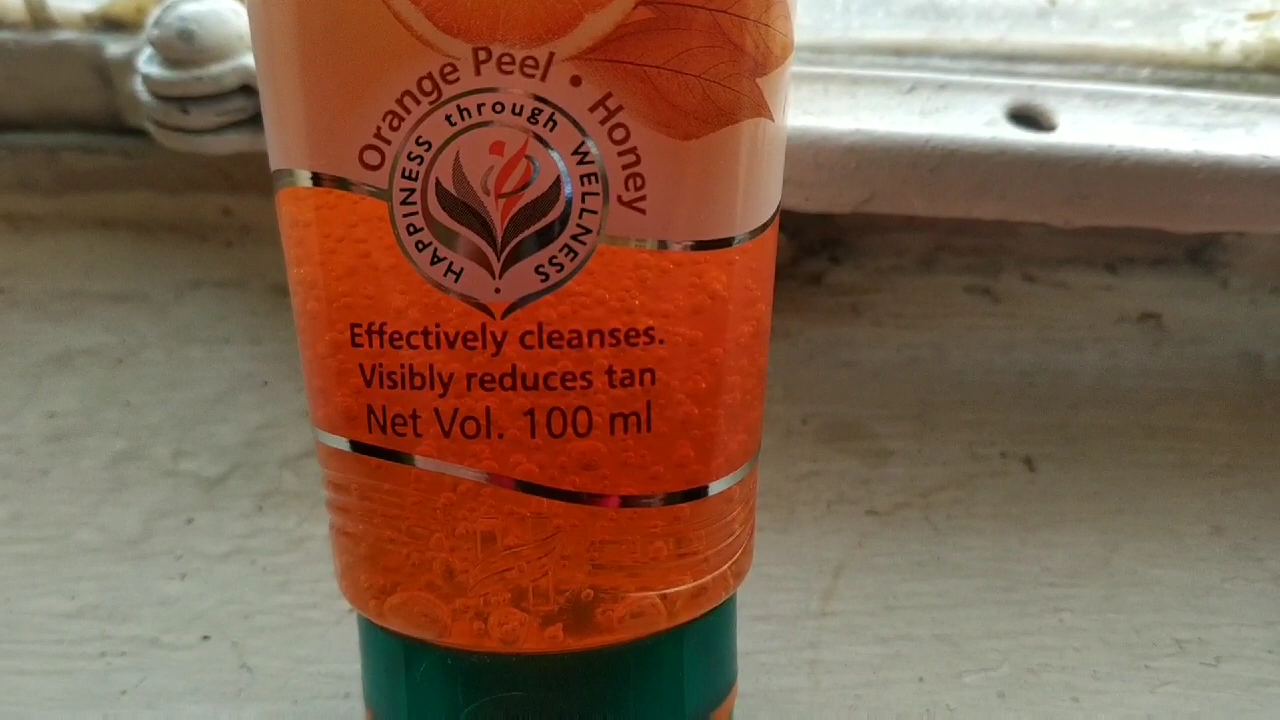 Orange Peel • Honey
HAPPINESS through WELLNESS
Effectively cleanses.
Visibly reduces tan
Net Vol. 100 ml